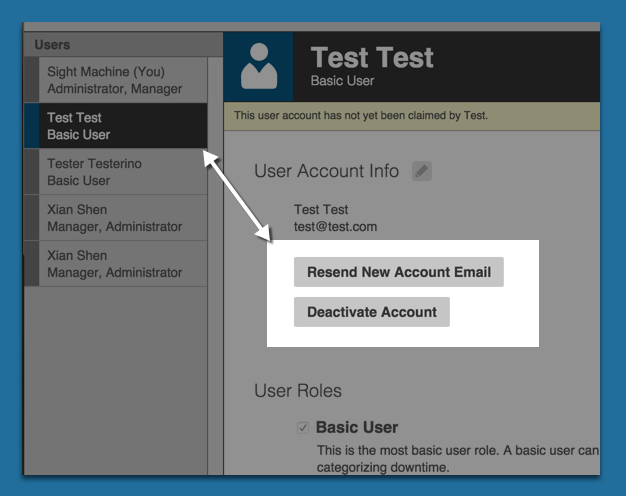 Users
Sight Machine (You)
Administrator, Manager
Test Test
Basic User
Tester Testerino
Basic User
Xian Shen
Manager, Administrator
Xian Shen
Manager, Administrator
Test Test
Basic User
This user account has not yet been claimed by Test.
User Account Info
Test Test
test@test.com
Resend New Account Email
Deactivate Account
User Roles
Basic User
This is the most basic user role. A basic user can
categorizing downtime.